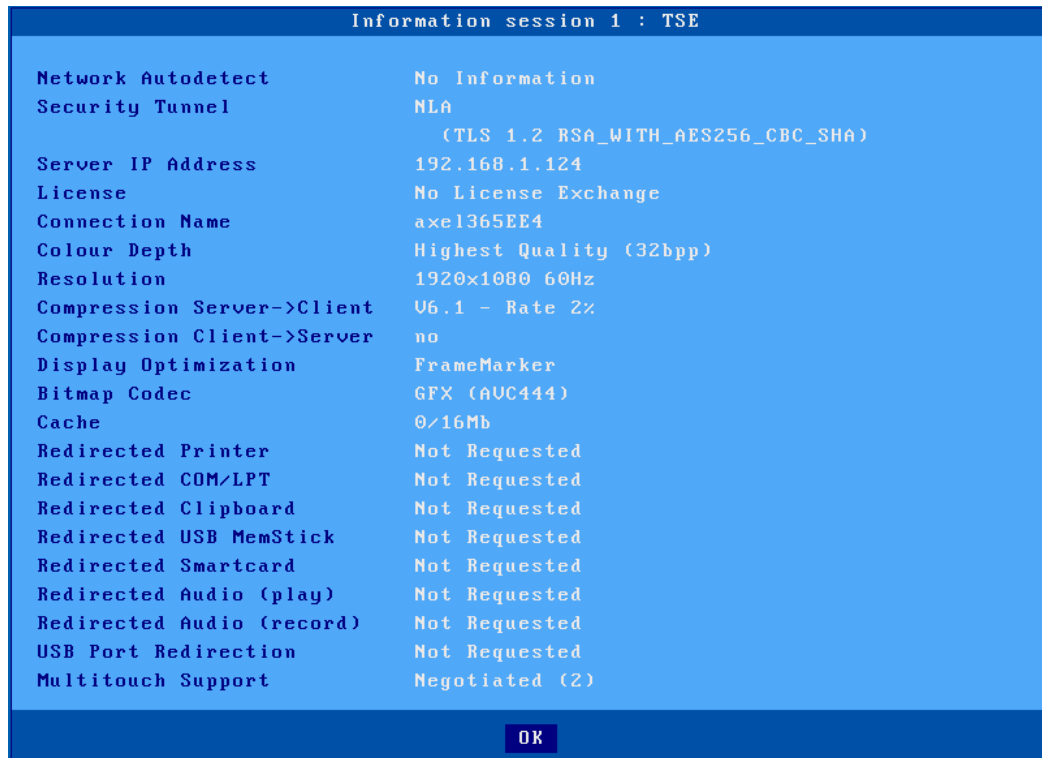 Information session 1 : TSE
Network Autodetect No Information
Security Tunnel NLA
(TLS 1.2 RSA_WITH_AES256_CBC_SHA)
Server IP Address 192.168.1.124
License No License Exchange
Connection Name axel365EE4
Colour Depth Highest Quality (32bpp)
Resolution 1920x1080 60Hz
Compression Server->Client V6.1 - Rate 2%
Compression Client->Server no
Display Optimization FrameMarker
Bitmap Codec GFX (AVC444)
Cache 0/16Mb
Redirected Printer Not Requested
Redirected COM/LPT Not Requested
Redirected Clipboard Not Requested
Redirected USB MemStick Not Requested
Redirected Smartcard Not Requested
Redirected Audio (play) Not Requested
Redirected Audio (record) Not Requested
USB Port Redirection Not Requested
Multitouch Support Negotiated (2)
OK